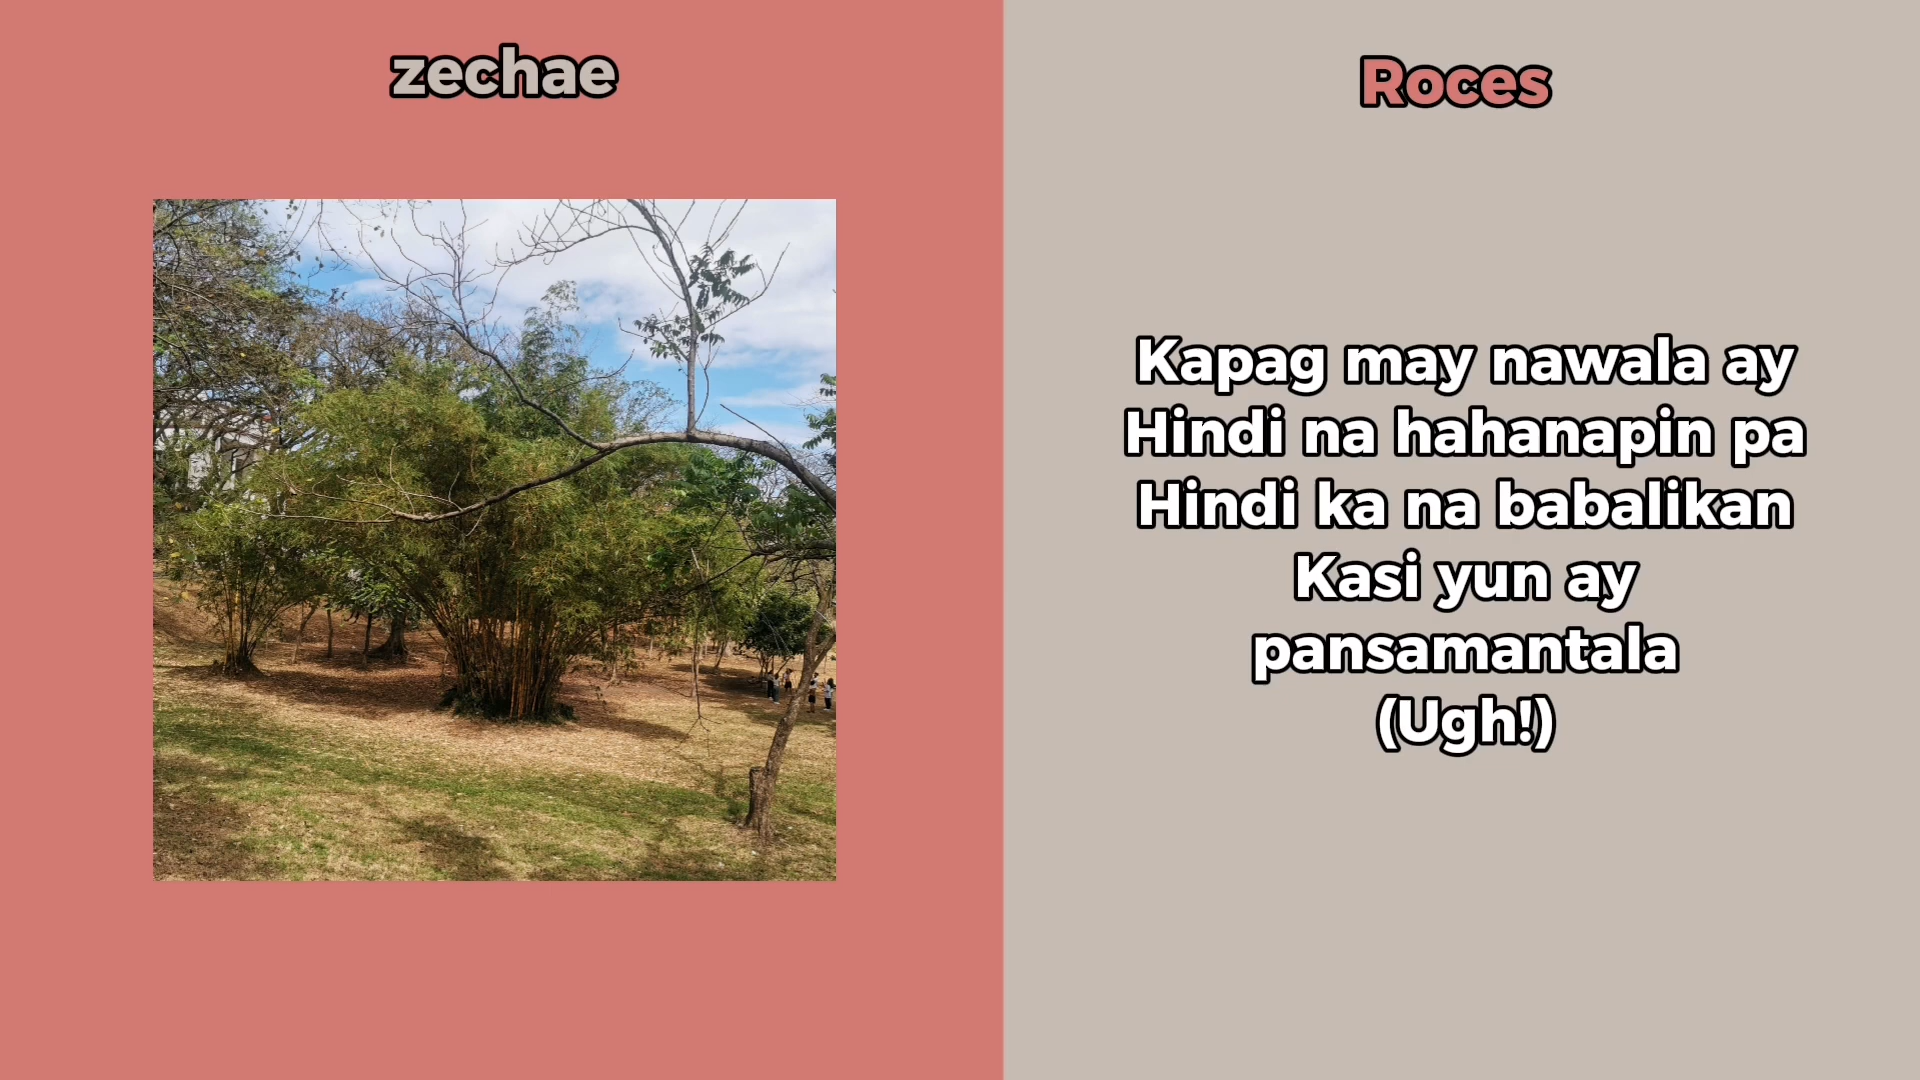 zechae
Roces
Kapag may nawala ay
Hindi na hahanapin pa
Hindi ka na babalikan
Kasi yun ay
pansamantala
(Ugh!)